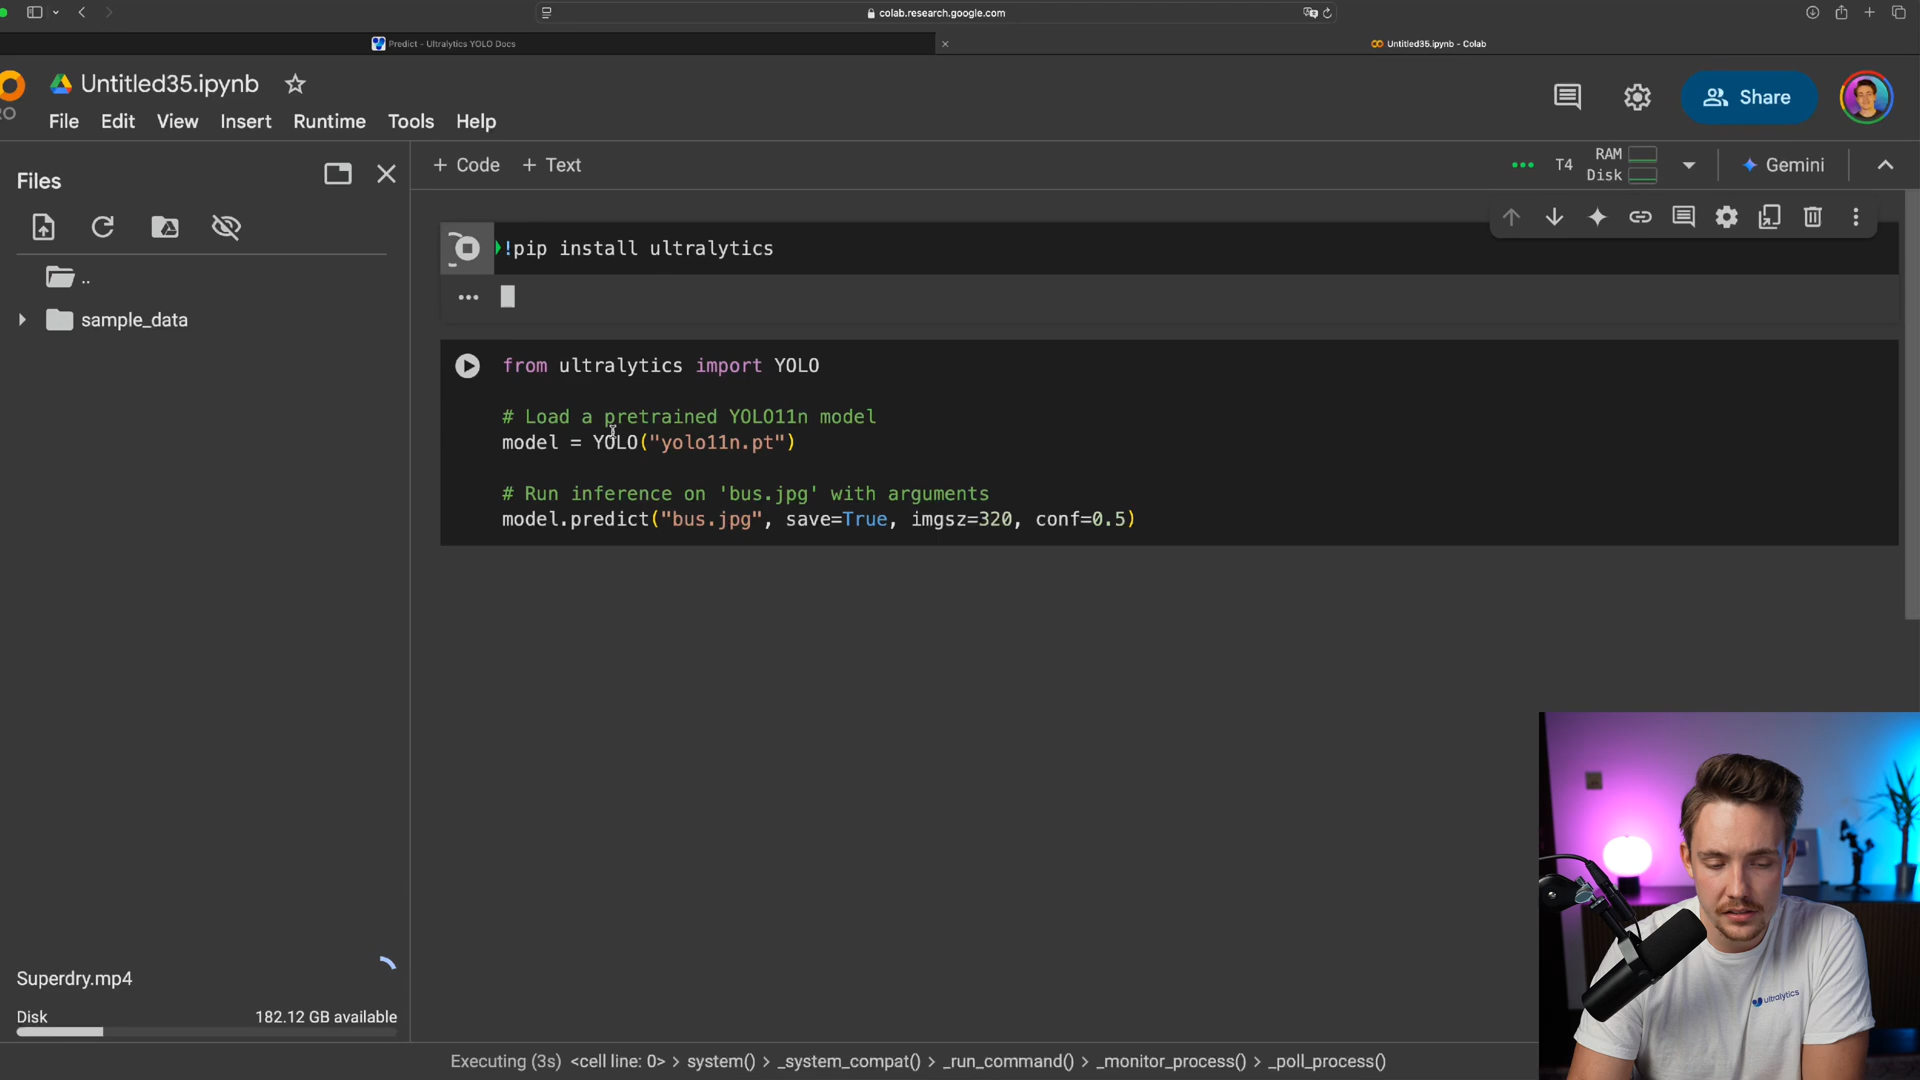 colab.research.google.com
Predict - Ultralytics YOLO Docs
Untitled35.ipynb - Colab
Untitled35.ipynb
File Edit View Insert Runtime Tools Help
Share
Files
+ Code + Text
T4
RAM
Disk
Gemini
..
sample_data
!pip install ultralytics
from ultralytics import YOLO
# Load a pretrained YOLO11n model
model = YOLO("yolo11n.pt")
# Run inference on 'bus.jpg' with arguments
model.predict("bus.jpg", save=True, imgsz=320, conf=0.5)
Superdry.mp4
Disk 182.12 GB available
ultralytics
Executing (3s) <cell line: 0> > system() > _system_compat() > _run_command() > _monitor_process() > _poll_process()